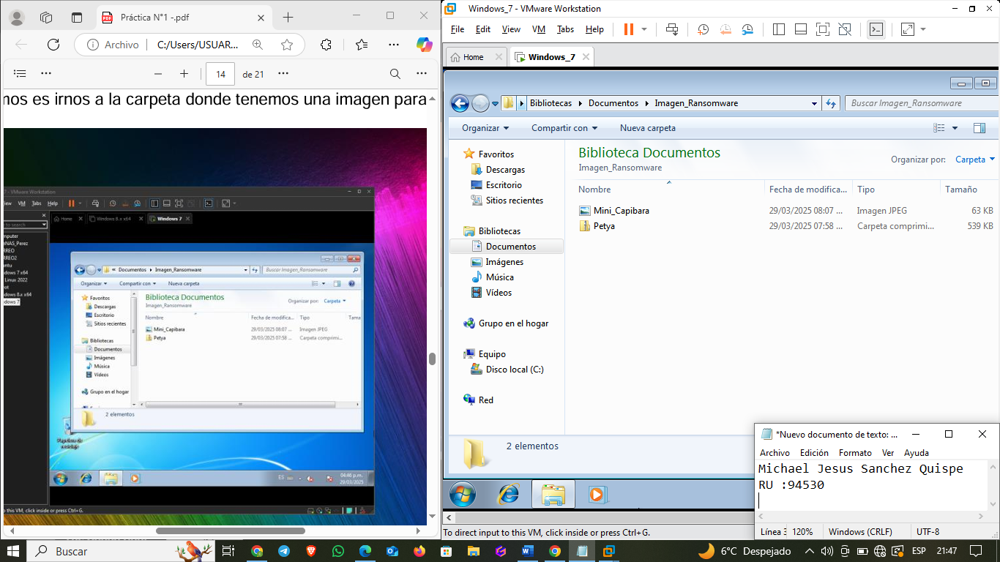 Práctica N°1 -.pdf
Archivo
C:/Users/USUAR...
14
de 21
nos es irnos a la carpeta donde tenemos una imagen para
7 - VMware Workstation
View VM Tabs Help
Home
Windows 8.x x64
Windows 7
to search
mputer
eNAS_Perez
RREO
RREO2
untu
dows 7 x64
Linux 2022
dows 8.x x64
dows 7
Documentos
Imagen_Ransomware
Buscar Imagen_Ransomware
Organizar
Compartir con
Nueva carpeta
Favoritos
Descargas
Escritorio
Sitios recientes
Bibliotecas
Documentos
Imágenes
Música
Vídeos
Grupo en el hogar
Biblioteca Documentos
Imagen_Ransomware
Organizar por: Carpeta
Nombre
Fecha de modifica...
Tipo
Tama
Mini_Capibara
29/03/2025 08:07 ...
Imagen JPEG
Petya
29/03/2025 07:58 ...
Carpeta comprimi...
2 elementos
Papelera de
reciclaje
ES
04:46 p.m.
29/03/2025
to this VM, click inside or press Ctrl+G.
Windows_7 - VMware Workstation
File Edit View VM Tabs Help
Home
Windows_7
Bibliotecas
Documentos
Imagen_Ransomware
Buscar Imagen_Ransomware
Organizar
Compartir con
Nueva carpeta
Favoritos
Descargas
Escritorio
Sitios recientes
Bibliotecas
Documentos
Imágenes
Música
Vídeos
Grupo en el hogar
Equipo
Disco local (C:)
Red
Biblioteca Documentos
Imagen_Ransomware
Organizar por: Carpeta
Nombre
Fecha de modifica...
Tipo
Tamaño
Mini_Capibara
29/03/2025 08:07 ...
Imagen JPEG
63 KB
Petya
29/03/2025 07:58 ...
Carpeta comprimi...
539 KB
2 elementos
To direct input to this VM, click inside or press Ctrl+G.
*Nuevo documento de texto: ...
Archivo Edición Formato Ver Ayuda
Michael Jesus Sanchez Quispe
RU :94530
Línea 3
120%
Windows (CRLF)
UTF-8
Buscar
6°C Despejado
ESP
21:47